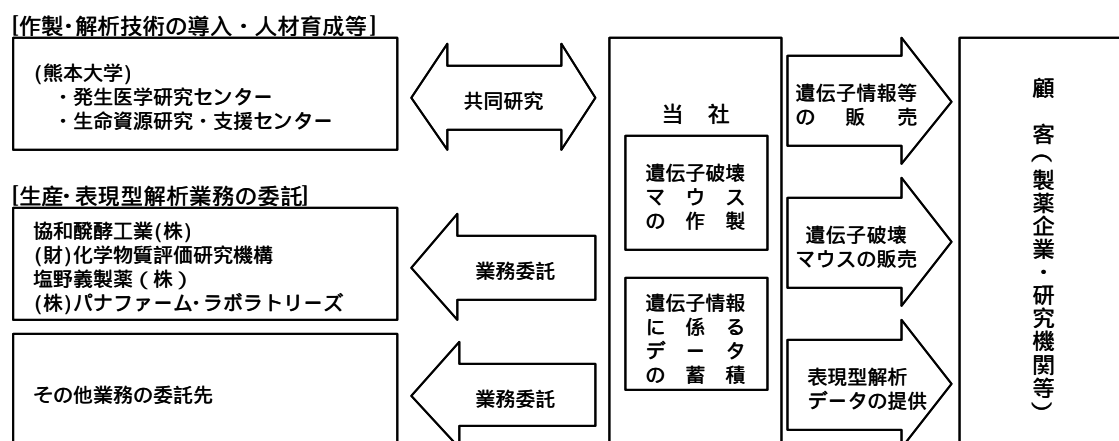 [作製・解析技術の導入・人材育成等]
(熊本大学)
・発生医学研究センター
・生命資源研究・支援センター
共同研究
[生産・表現型解析業務の委託]
協和醗酵工業(株)
(財)化学物質評価研究機構
塩野義製薬(株)
(株)パナファーム・ラボラトリーズ
業務委託
その他業務の委託先
業務委託
当 社
遺伝子破壊
マウス
の作製
遺伝子情報
に係る
データ
の蓄積
遺伝子情報等
の販売
遺伝子破壊
マウスの販売
表現型解析
データの提供
顧 客(製薬企業・研究機関等)